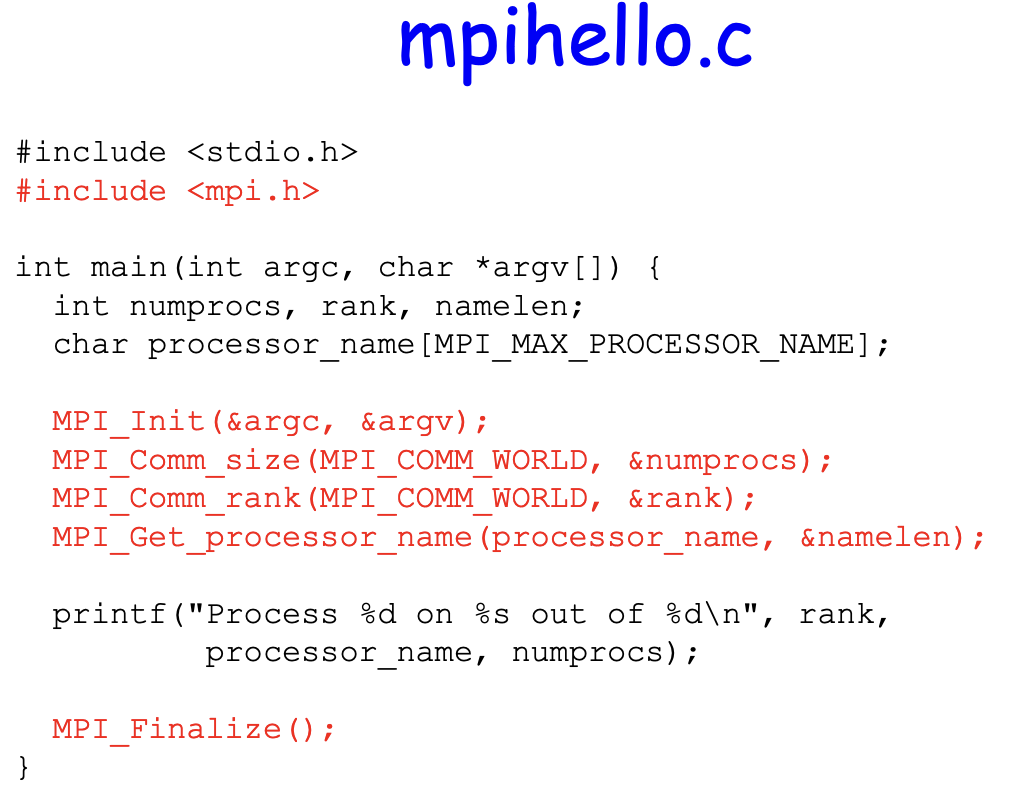 mpihello.c
#include <stdio.h>
#include <mpi.h>
int main(int argc, char *argv[]) {
  int numprocs, rank, namelen;
  char processor_name[MPI_MAX_PROCESSOR_NAME];
  MPI_Init(&argc, &argv);
  MPI_Comm_size(MPI_COMM_WORLD, &numprocs);
  MPI_Comm_rank(MPI_COMM_WORLD, &rank);
  MPI_Get_processor_name(processor_name, &namelen);
  printf("Process %d on %s out of %d\n", rank,
          processor_name, numprocs);
  MPI_Finalize();
}